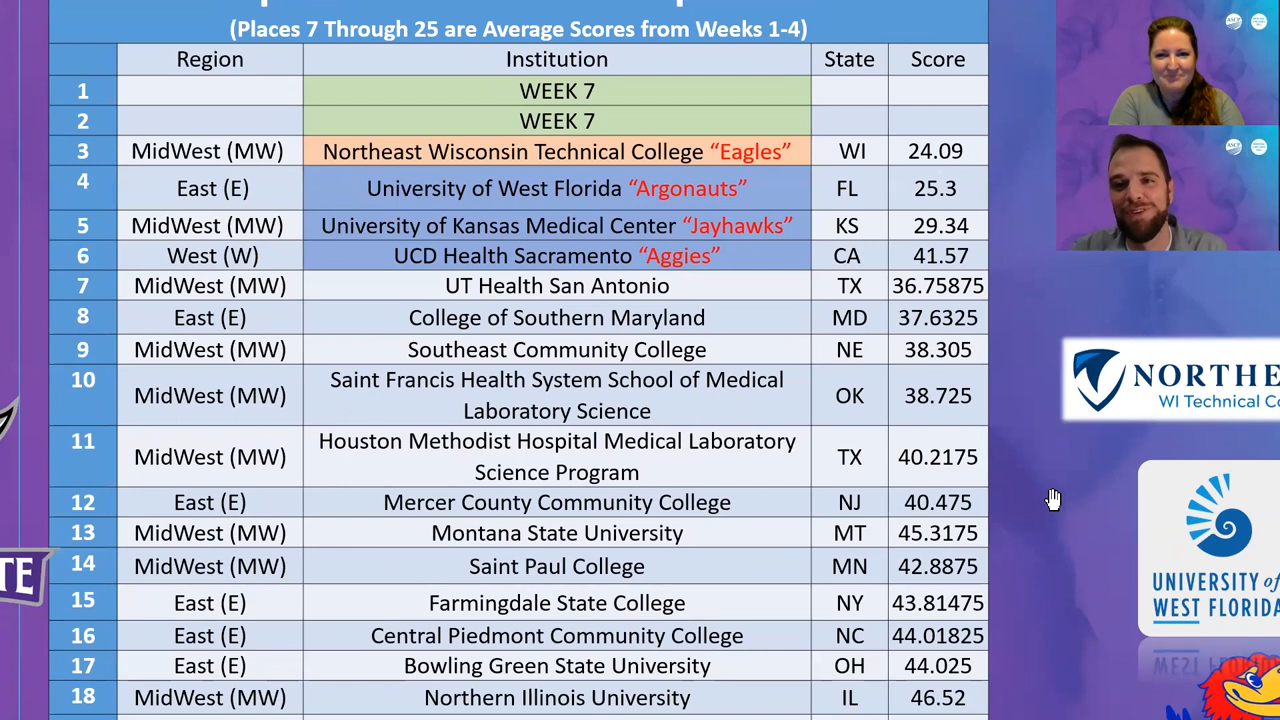 (Places 7 Through 25 are Average Scores from Weeks 1-4)
Region Institution State Score
1 WEEK 7
2 WEEK 7
3 MidWest (MW) Northeast Wisconsin Technical College “Eagles” WI 24.09
4 East (E) University of West Florida “Argonauts” FL 25.3
5 MidWest (MW) University of Kansas Medical Center “Jayhawks” KS 29.34
6 West (W) UCD Health Sacramento “Aggies” CA 41.57
7 MidWest (MW) UT Health San Antonio TX 36.75875
8 East (E) College of Southern Maryland MD 37.6325
9 MidWest (MW) Southeast Community College NE 38.305
10 MidWest (MW) Saint Francis Health System School of Medical
Laboratory Science OK 38.725
11 MidWest (MW) Houston Methodist Hospital Medical Laboratory
Science Program TX 40.2175
12 East (E) Mercer County Community College NJ 40.475
13 MidWest (MW) Montana State University MT 45.3175
14 MidWest (MW) Saint Paul College MN 42.8875
15 East (E) Farmingdale State College NY 43.81475
16 East (E) Central Piedmont Community College NC 44.01825
17 East (E) Bowling Green State University OH 44.025
18 MidWest (MW) Northern Illinois University IL 46.52
ASCP
ASCP
NORTHE
WI Technical Co
UNIVERSITY of
WEST FLORIDA
TE